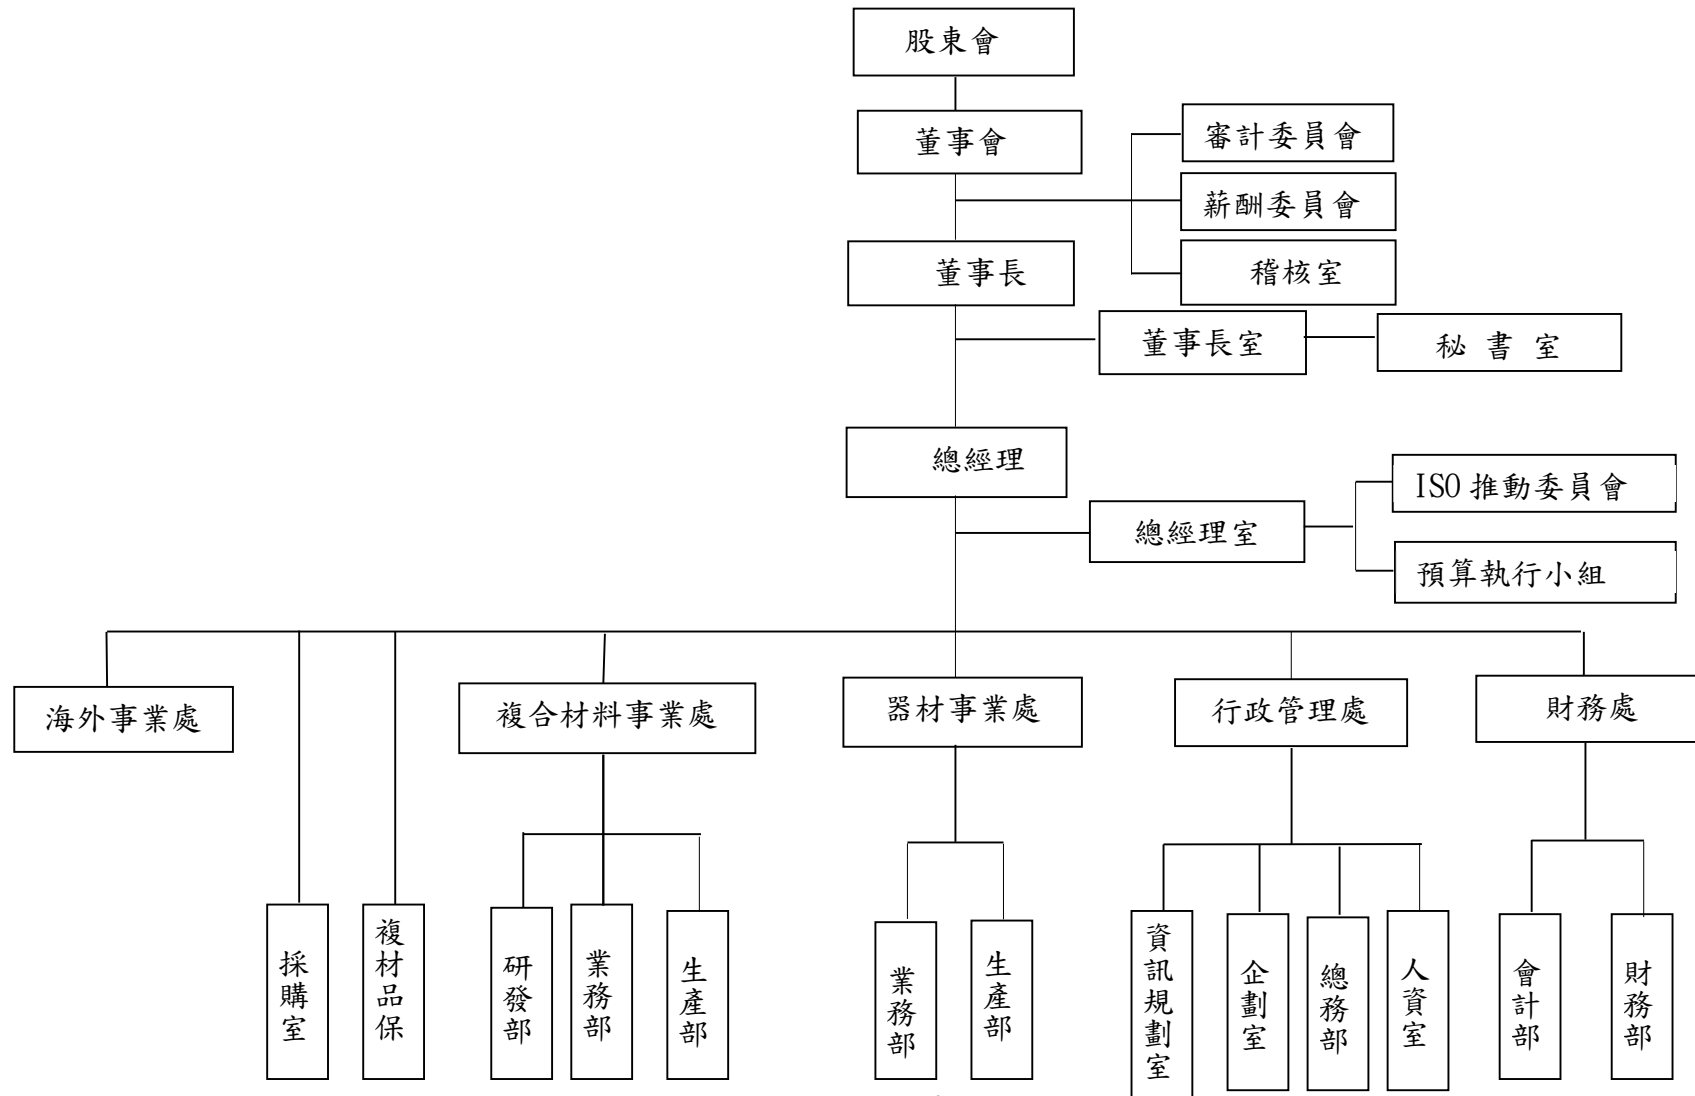 股東會
董事會
審計委員會
薪酬委員會
董事長
稽核室
董事長室
秘書室
總經理
ISO推動委員會
總經理室
預算執行小組
海外事業處
複合材料事業處
器材事業處
行政管理處
財務處
採購室
複材品保
研發部
業務部
生產部
業務部
生產部
資訊規劃室
企劃室
總務部
人資室
會計部
財務部